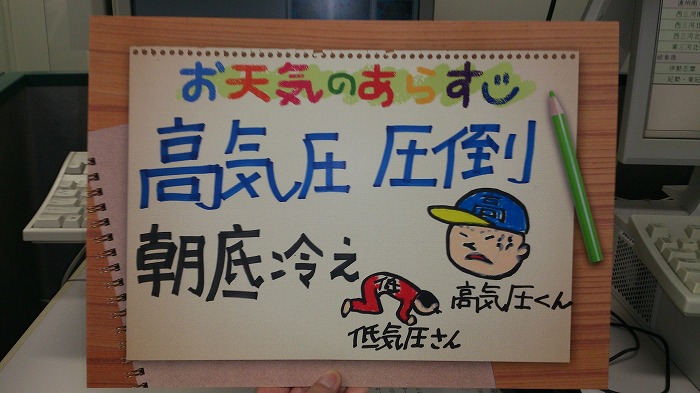 お天気のあらすじ
高気圧 圧倒
朝底冷え
高
低
高気圧くん
低気圧さん